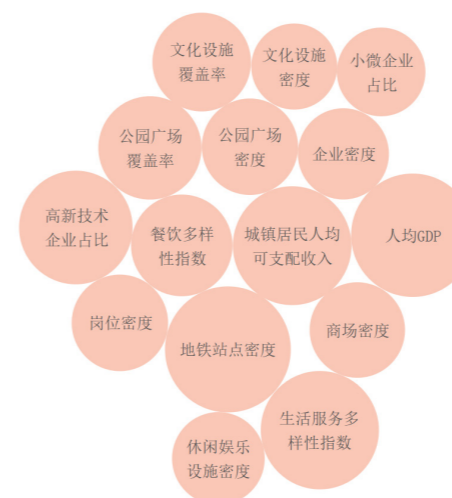 文化设施
覆盖率
文化设施
密度
小微企业
占比
公园广场
覆盖率
公园广场
密度
企业密度
高新技术
企业占比
餐饮多样
性指数
城镇居民人均
可支配收入
人均GDP
岗位密度
地铁站点密度
商场密度
生活服务多
样性指数
休闲娱乐
设施密度